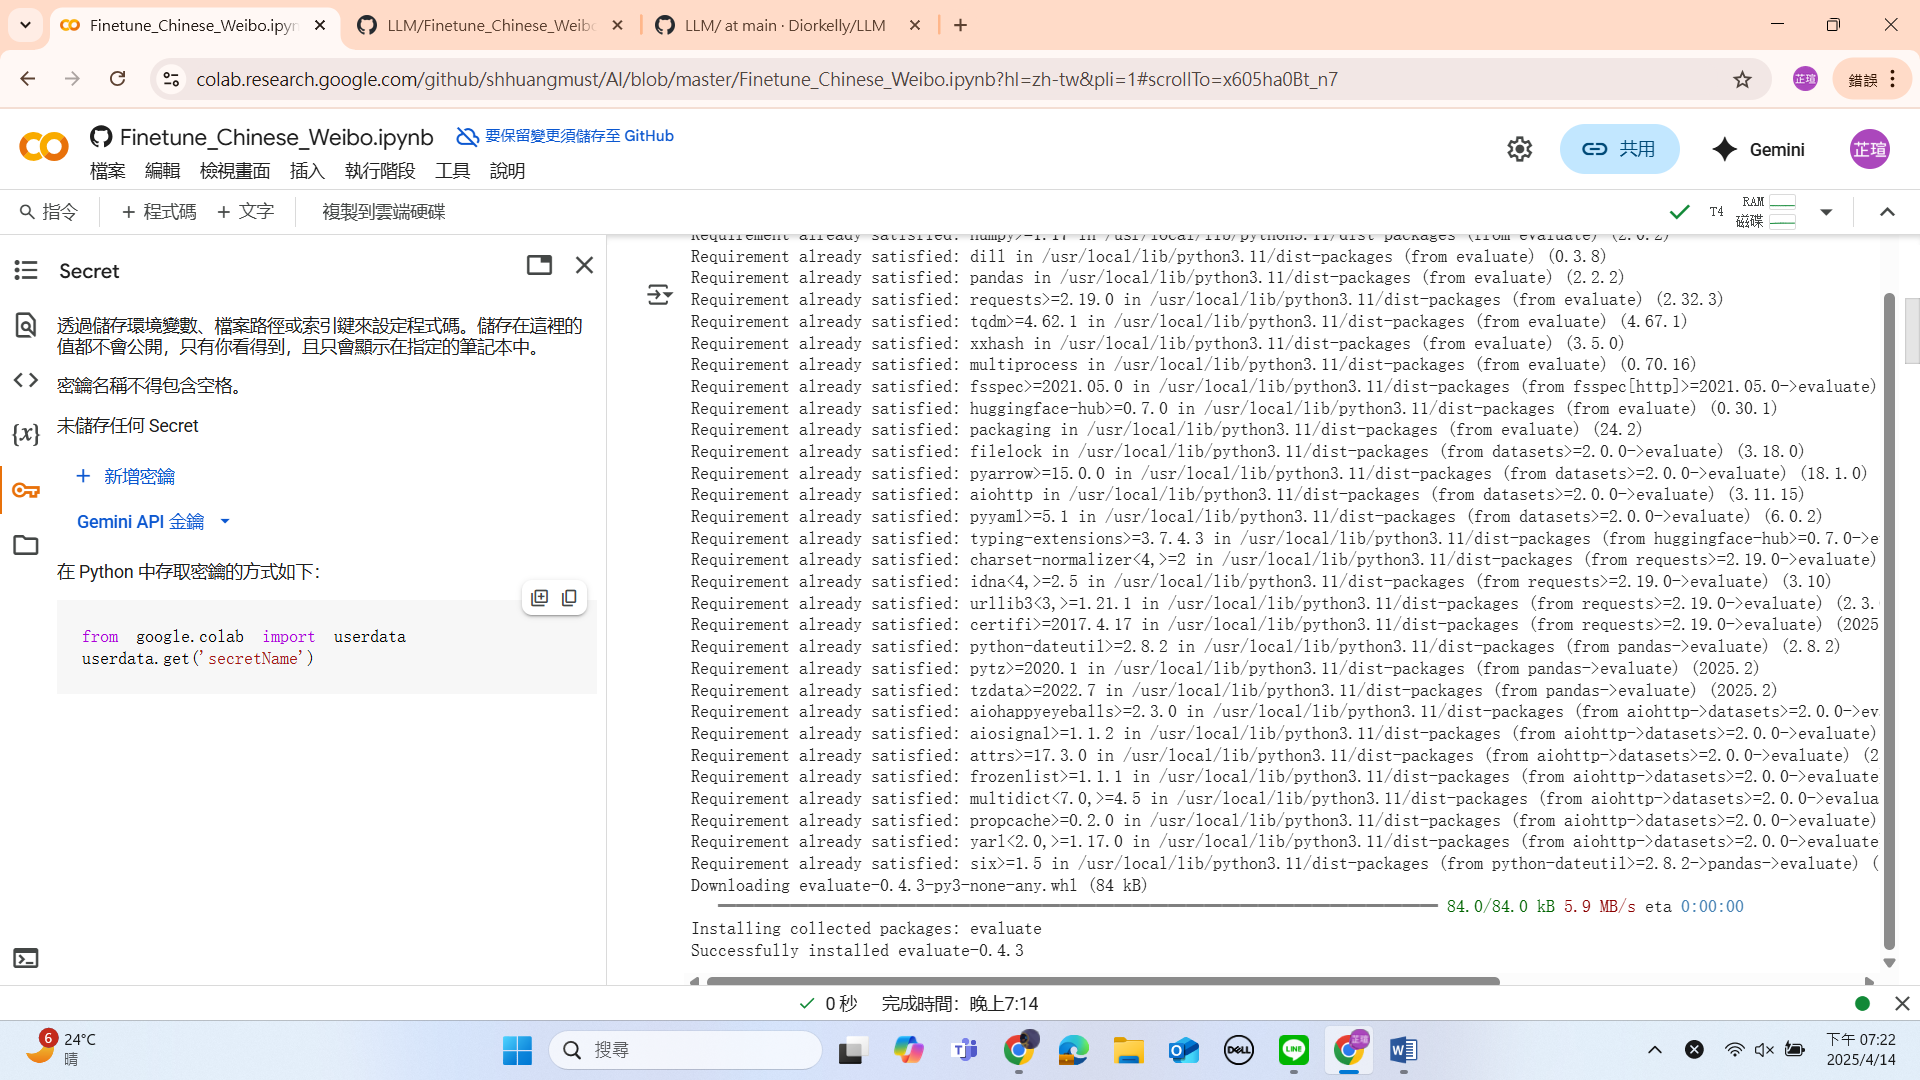 Finetune_Chinese_Weibo.ipyn
LLM/Finetune_Chinese_Weibo
LLM/ at main · Diorkelly/LLM
colab.research.google.com/github/shhuangmust/AI/blob/master/Finetune_Chinese_Weibo.ipynb?hl=zh-tw&pli=1#scrollTo=x605ha0Bt_n7
芷瑄
錯誤
Finetune_Chinese_Weibo.ipynb
要保留變更須儲存至 GitHub
檔案 編輯 檢視畫面 插入 執行階段 工具 說明
共用
Gemini
芷瑄
指令
+ 程式碼 + 文字
複製到雲端硬碟
T4
RAM
磁碟
Secret
透過儲存環境變數、檔案路徑或索引鍵來設定程式碼。儲存在這裡的
值都不會公開，只有你看得到，且只會顯示在指定的筆記本中。
密鑰名稱不得包含空格。
未儲存任何 Secret
+ 新增密鑰
Gemini API 金鑰
在 Python 中存取密鑰的方式如下：
from google.colab import userdata
userdata.get('secretName')
Requirement already satisfied: numpy>=1.17 in /usr/local/lib/python3.11/dist-packages (from evaluate) (2.0.2)
Requirement already satisfied: dill in /usr/local/lib/python3.11/dist-packages (from evaluate) (0.3.8)
Requirement already satisfied: pandas in /usr/local/lib/python3.11/dist-packages (from evaluate) (2.2.2)
Requirement already satisfied: requests>=2.19.0 in /usr/local/lib/python3.11/dist-packages (from evaluate) (2.32.3)
Requirement already satisfied: tqdm>=4.62.1 in /usr/local/lib/python3.11/dist-packages (from evaluate) (4.67.1)
Requirement already satisfied: xxhash in /usr/local/lib/python3.11/dist-packages (from evaluate) (3.5.0)
Requirement already satisfied: multiprocess in /usr/local/lib/python3.11/dist-packages (from evaluate) (0.70.16)
Requirement already satisfied: fsspec>=2021.05.0 in /usr/local/lib/python3.11/dist-packages (from fsspec[http]>=2021.05.0->evaluate)
Requirement already satisfied: huggingface-hub>=0.7.0 in /usr/local/lib/python3.11/dist-packages (from evaluate) (0.30.1)
Requirement already satisfied: packaging in /usr/local/lib/python3.11/dist-packages (from evaluate) (24.2)
Requirement already satisfied: filelock in /usr/local/lib/python3.11/dist-packages (from datasets>=2.0.0->evaluate) (3.18.0)
Requirement already satisfied: pyarrow>=15.0.0 in /usr/local/lib/python3.11/dist-packages (from datasets>=2.0.0->evaluate) (18.1.0)
Requirement already satisfied: aiohttp in /usr/local/lib/python3.11/dist-packages (from datasets>=2.0.0->evaluate) (3.11.15)
Requirement already satisfied: pyyaml>=5.1 in /usr/local/lib/python3.11/dist-packages (from datasets>=2.0.0->evaluate) (6.0.2)
Requirement already satisfied: typing-extensions>=3.7.4.3 in /usr/local/lib/python3.11/dist-packages (from huggingface-hub>=0.7.0->e
Requirement already satisfied: charset-normalizer<4,>=2 in /usr/local/lib/python3.11/dist-packages (from requests>=2.19.0->evaluate)
Requirement already satisfied: idna<4,>=2.5 in /usr/local/lib/python3.11/dist-packages (from requests>=2.19.0->evaluate) (3.10)
Requirement already satisfied: urllib3<3,>=1.21.1 in /usr/local/lib/python3.11/dist-packages (from requests>=2.19.0->evaluate) (2.3.
Requirement already satisfied: certifi>=2017.4.17 in /usr/local/lib/python3.11/dist-packages (from requests>=2.19.0->evaluate) (2025
Requirement already satisfied: python-dateutil>=2.8.2 in /usr/local/lib/python3.11/dist-packages (from pandas->evaluate) (2.8.2)
Requirement already satisfied: pytz>=2020.1 in /usr/local/lib/python3.11/dist-packages (from pandas->evaluate) (2025.2)
Requirement already satisfied: tzdata>=2022.7 in /usr/local/lib/python3.11/dist-packages (from pandas->evaluate) (2025.2)
Requirement already satisfied: aiohappyeyeballs>=2.3.0 in /usr/local/lib/python3.11/dist-packages (from aiohttp->datasets>=2.0.0->ev
Requirement already satisfied: aiosignal>=1.1.2 in /usr/local/lib/python3.11/dist-packages (from aiohttp->datasets>=2.0.0->evaluate)
Requirement already satisfied: attrs>=17.3.0 in /usr/local/lib/python3.11/dist-packages (from aiohttp->datasets>=2.0.0->evaluate) (2
Requirement already satisfied: frozenlist>=1.1.1 in /usr/local/lib/python3.11/dist-packages (from aiohttp->datasets>=2.0.0->evaluate
Requirement already satisfied: multidict<7.0,>=4.5 in /usr/local/lib/python3.11/dist-packages (from aiohttp->datasets>=2.0.0->evalua
Requirement already satisfied: propcache>=0.2.0 in /usr/local/lib/python3.11/dist-packages (from aiohttp->datasets>=2.0.0->evaluate)
Requirement already satisfied: yarl<2.0,>=1.17.0 in /usr/local/lib/python3.11/dist-packages (from aiohttp->datasets>=2.0.0->evaluate
Requirement already satisfied: six>=1.5 in /usr/local/lib/python3.11/dist-packages (from python-dateutil>=2.8.2->pandas->evaluate) (
Downloading evaluate-0.4.3-py3-none-any.whl (84 kB)
84.0/84.0 kB 5.9 MB/s eta 0:00:00
Installing collected packages: evaluate
Successfully installed evaluate-0.4.3
0 秒 完成時間： 晚上7:14
6
24°C
晴
搜尋
DELL
LINE
芷瑄
下午 07:22
2025/4/14